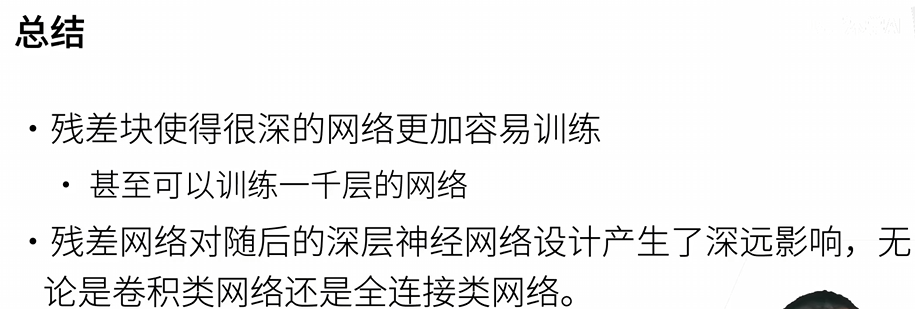 总结
• 残差块使得很深的网络更加容易训练
• 甚至可以训练一千层的网络
• 残差网络对随后的深层神经网络设计产生了深远影响，无
论是卷积类网络还是全连接类网络。